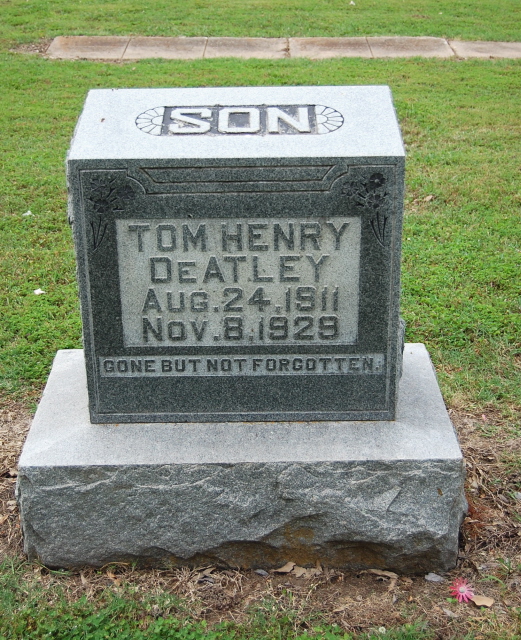 SON
TOM HENRY
DEATLEY
AUG. 24, 1911
NOV. 8, 1929
GONE BUT NOT FORGOTTEN.